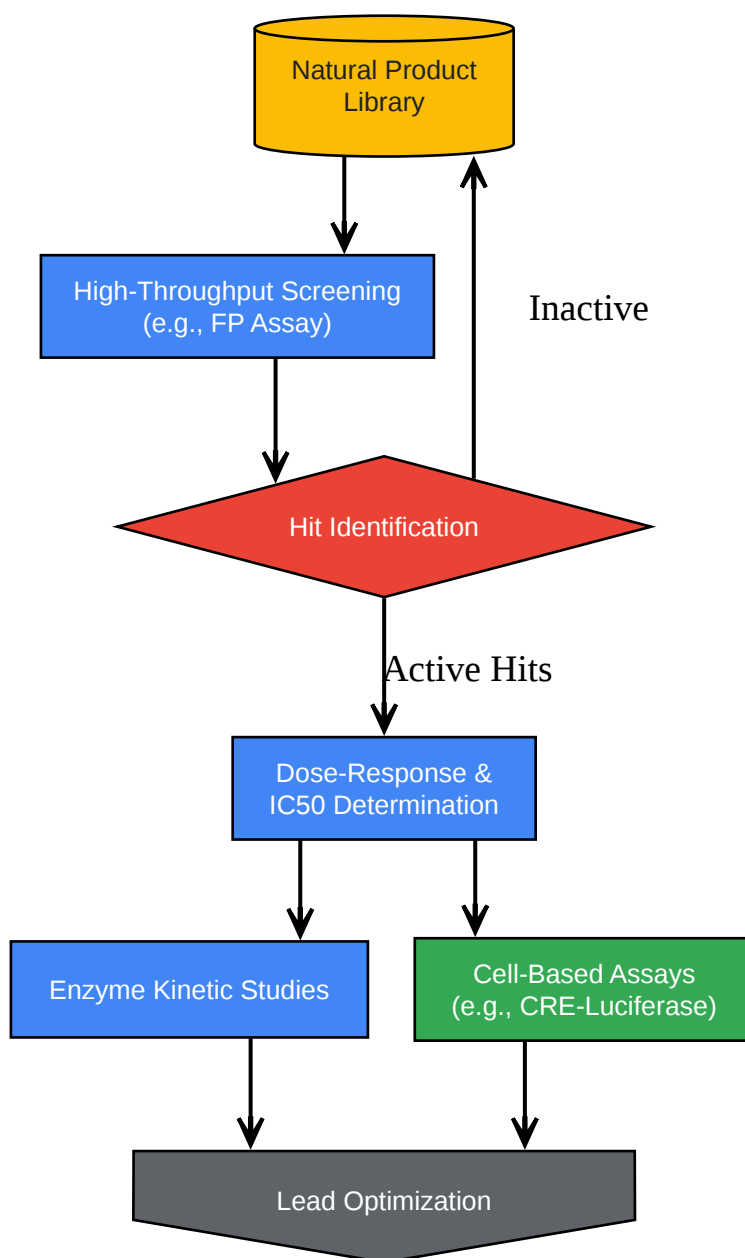 Natural Product
Library
High-Throughput Screening
(e.g., FP Assay)
Inactive
Hit Identification
Active Hits
Dose-Response &
IC50 Determination
Enzyme Kinetic Studies
Cell-Based Assays
(e.g., CRE-Luciferase)
Lead Optimization